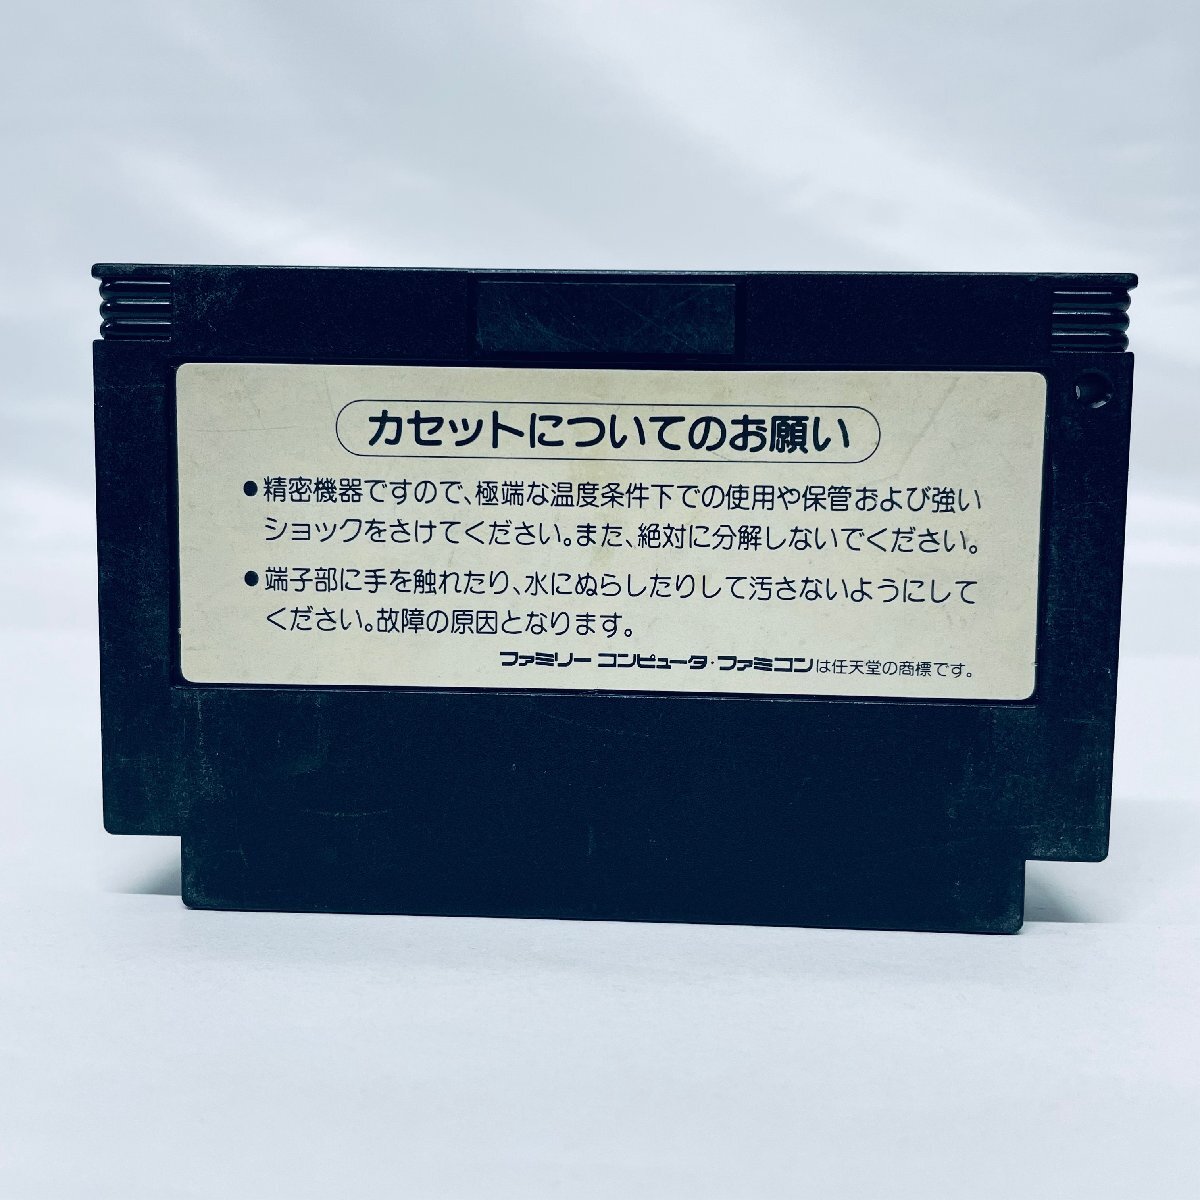 カセットについてのお願い
●精密機器ですので、極端な温度条件下での使用や保管および強い
ショックをさけてください。また、絶対に分解しないでください。
●端子部に手を触れたり、水にぬらしたりして汚さないようにして
ください。故障の原因となります。
ファミリー コンピュータ・ファミコンは任天堂の商標です。